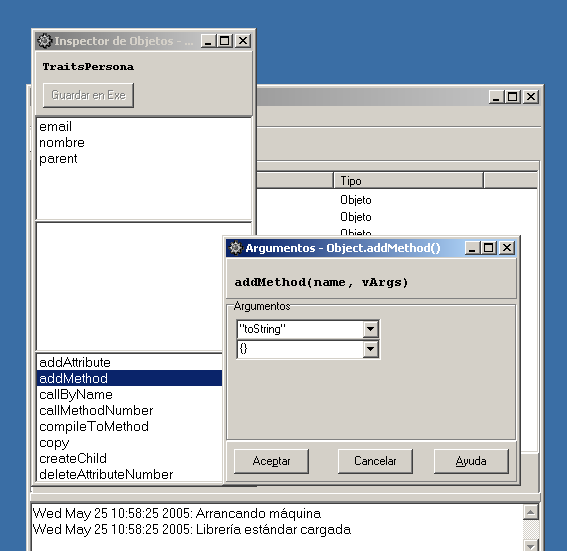 Inspector de Objetos - ...
TraitsPersona
Guardar en Exe
email
nombre
parent
Tipo
Objeto
Objeto
Objeto
Argumentos - Object.addMethod()
addMethod(name, vArgs)
Argumentos
"toString"
{}
addAttribute
addMethod
callByName
callMethodNumber
compileToMethod
copy
createChild
deleteAttributeNumber
Aceptar
Cancelar
Ayuda
Wed May 25 10:58:25 2005: Arrancando máquina
Wed May 25 10:58:25 2005: Librería estándar cargada